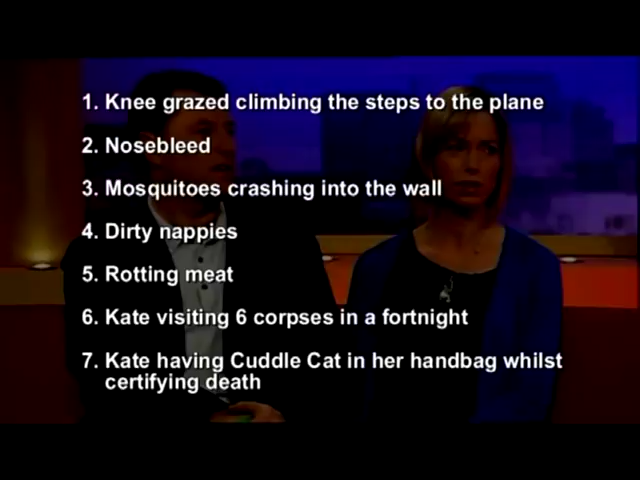 1. Knee grazed climbing the steps to the plane
2. Nosebleed
3. Mosquitoes crashing into the wall
4. Dirty nappies
5. Rotting meat
6. Kate visiting 6 corpses in a fortnight
7. Kate having Cuddle Cat in her handbag whilst
certifying death